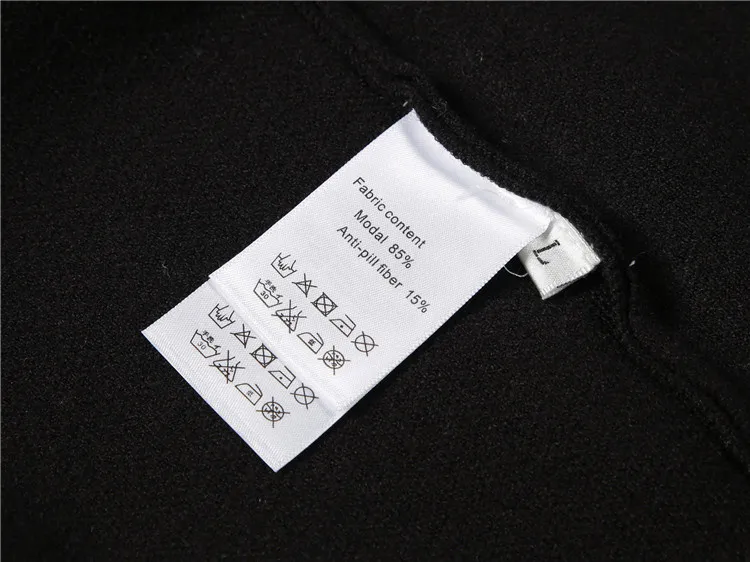 Fabric content
Modal 85%
Anti-pill fiber 15%
30
30
L